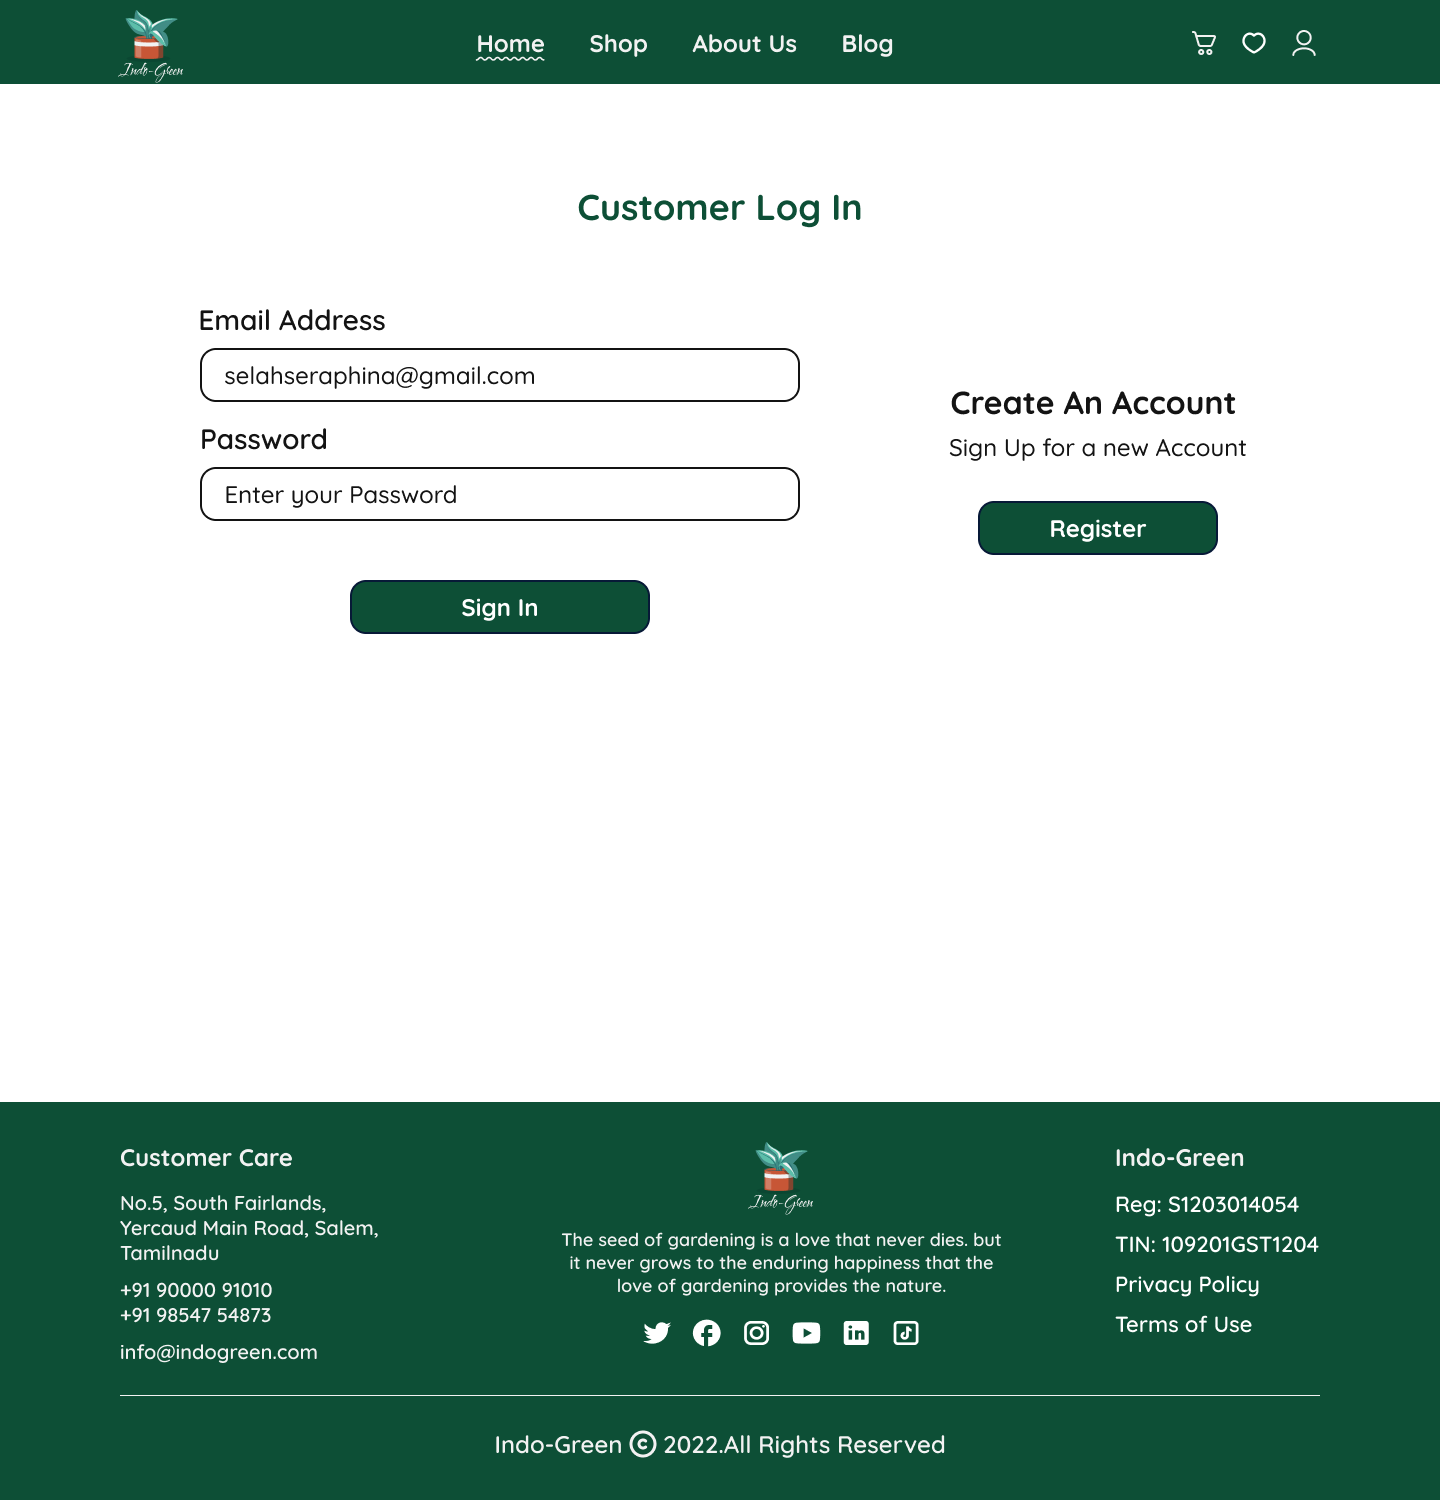 Indo-Green
Home Shop About Us Blog
Customer Log In
Email Address
selahseraphina@gmail.com
Password
Enter your Password
Sign In
Create An Account
Sign Up for a new Account
Register
Customer Care
No.5, South Fairlands,
Yercaud Main Road, Salem,
Tamilnadu
+91 90000 91010
+91 98547 54873
info@indogreen.com
Indo-Green
The seed of gardening is a love that never dies. but
it never grows to the enduring happiness that the
love of gardening provides the nature.
Indo-Green
Reg: S1203014054
TIN: 109201GST1204
Privacy Policy
Terms of Use
Indo-Green © 2022.All Rights Reserved